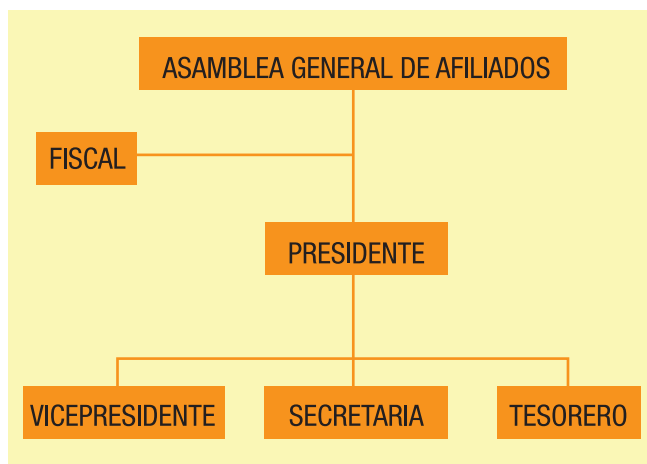 ASAMBLEA GENERAL DE AFILIADOS
FISCAL
PRESIDENTE
VICEPRESIDENTE
SECRETARIA
TESORERO